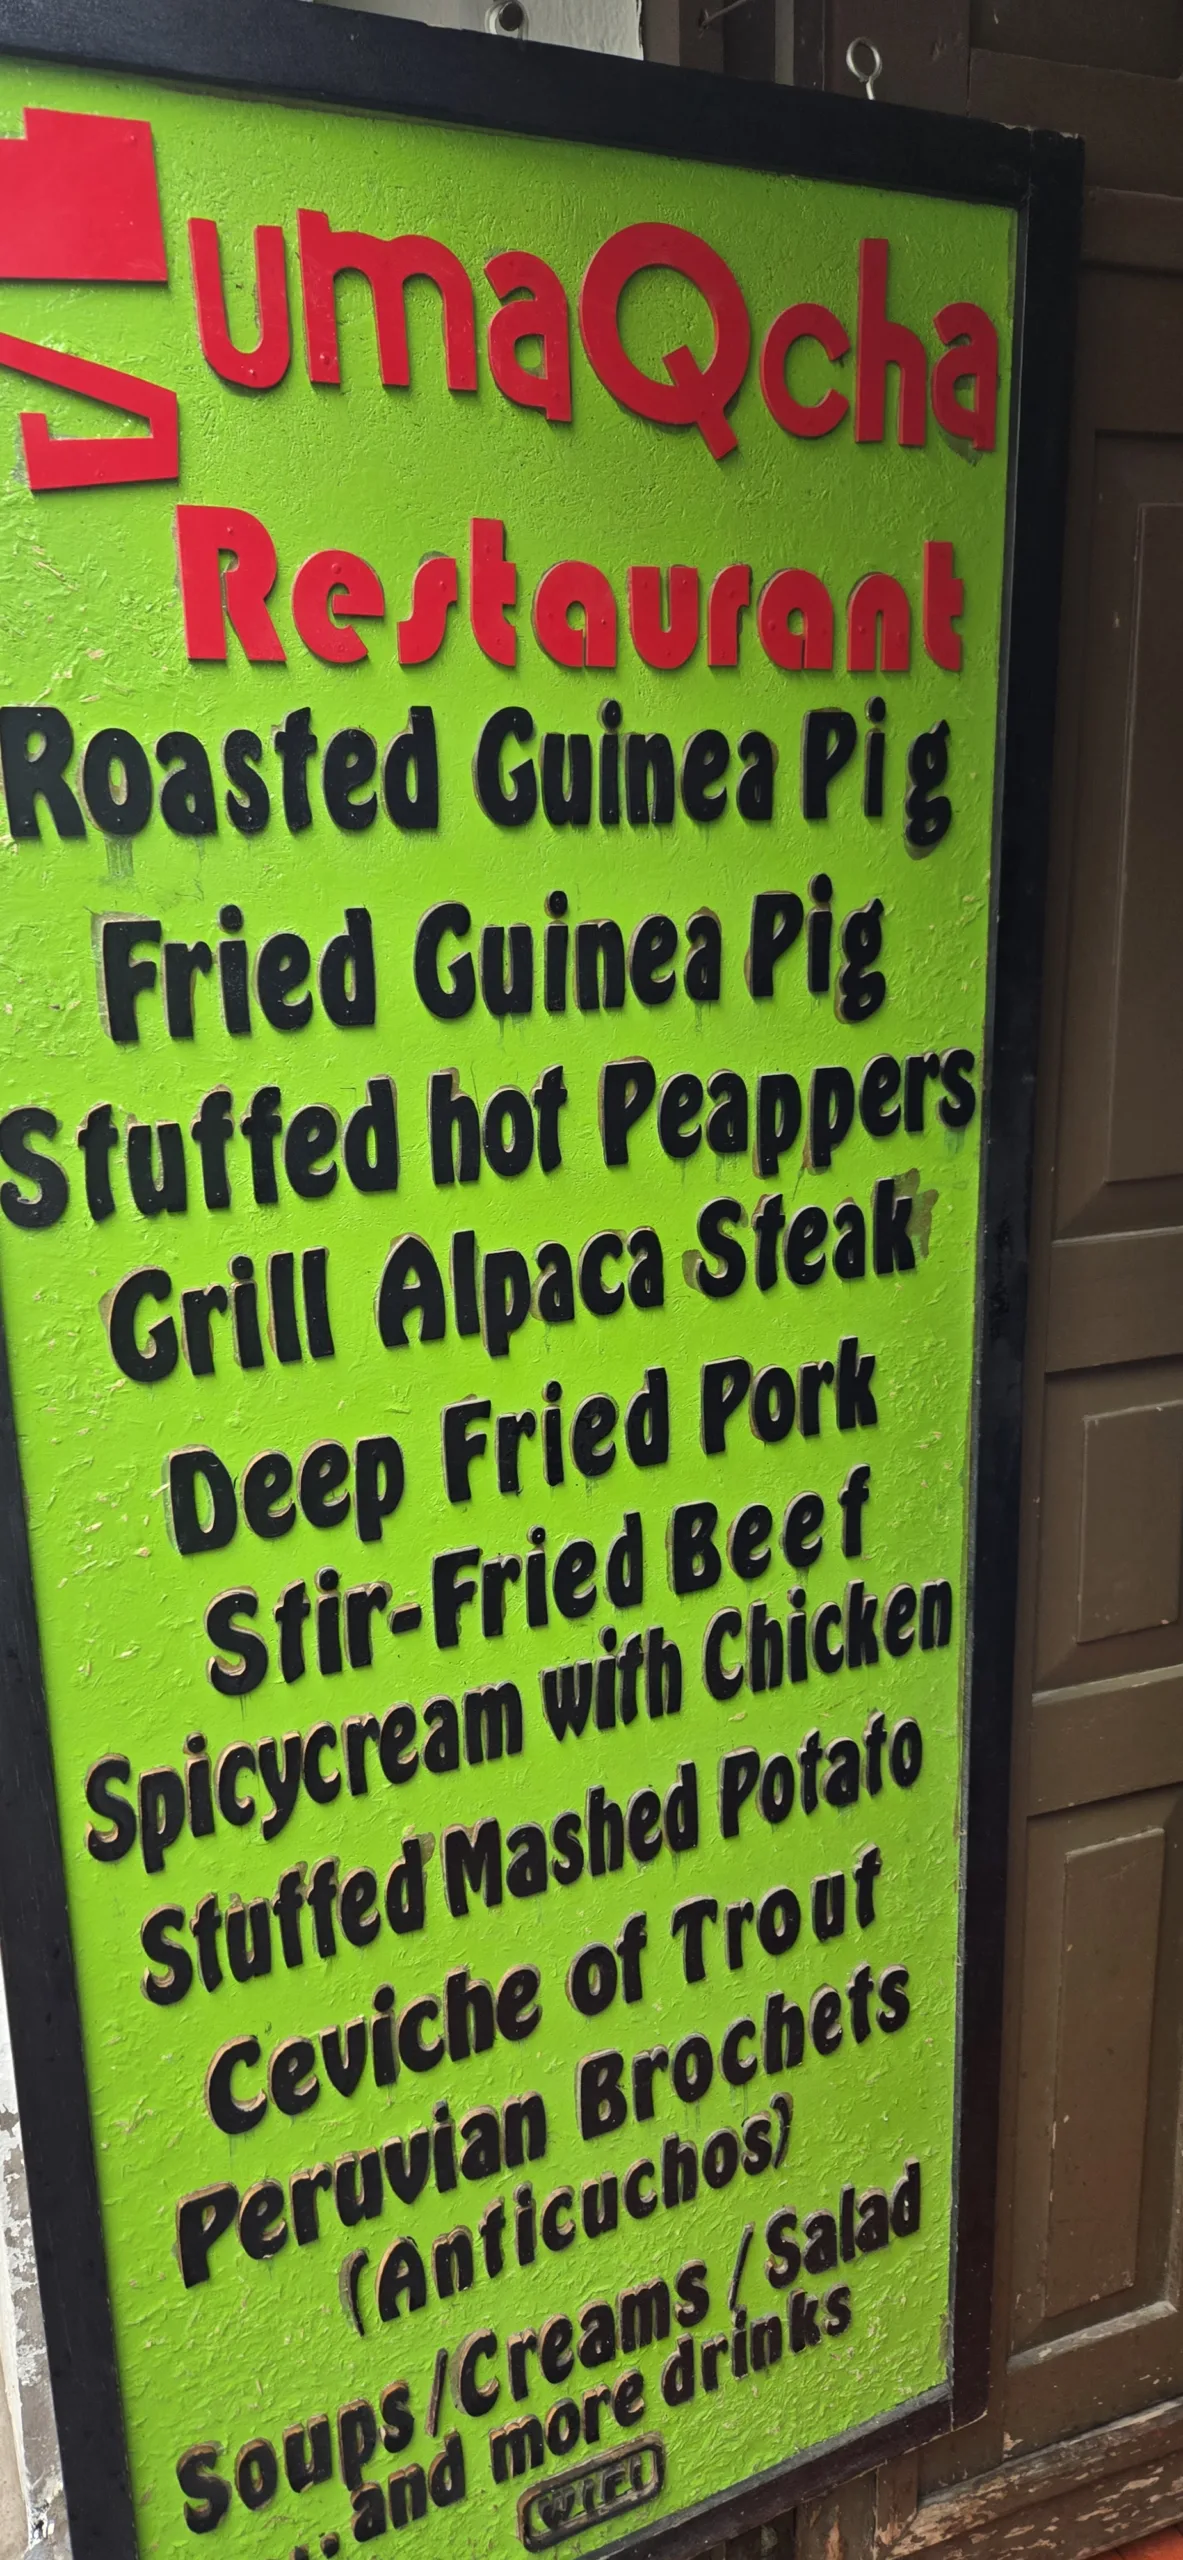 umaQcha
Restaurant
Roasted Guinea Pig
Fried Guinea Pig
Stuffed hot Peappers
Grill Alpaca Steak
Deep Fried Pork
Stir-Fried Beef
Spicycream with Chicken
Stuffed Mashed Potato
Ceviche of Trout
Peruvian Brochets
(Anticuchos)
Soups/Creams/Salad
and more drinks
WIFI